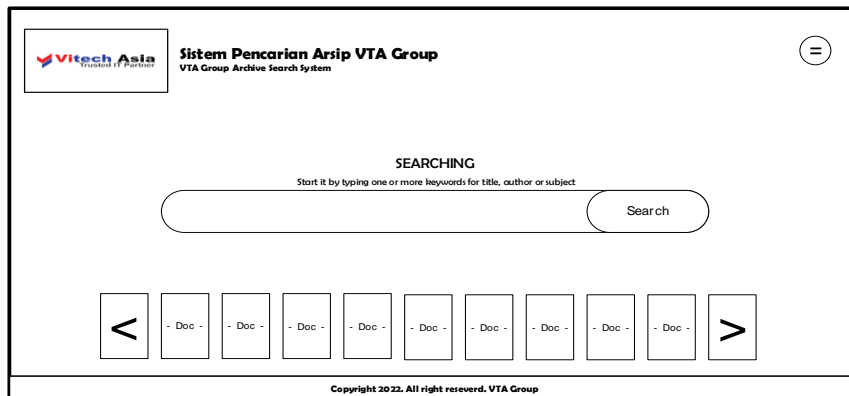 Vitech Asia
Trusted IT Partner
Sistem Pencarian Arsip VTA Group
VTA Group Archive Search System
=
SEARCHING
Start it by typing one or more keywords for title, author or subject
Search
< - Doc - - Doc - - Doc - - Doc - - Doc - - Doc - - Doc - - Doc - - Doc - >
Copyright 2022. All right reseverd. VTA Group